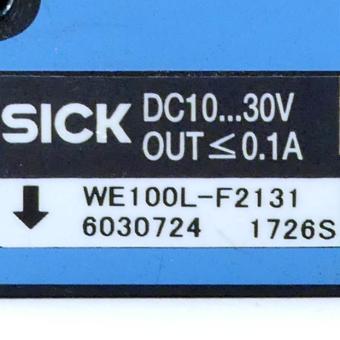 SICK DC10...30V
OUT ≤ 0.1A
WE100L-F2131
6030724 1726S